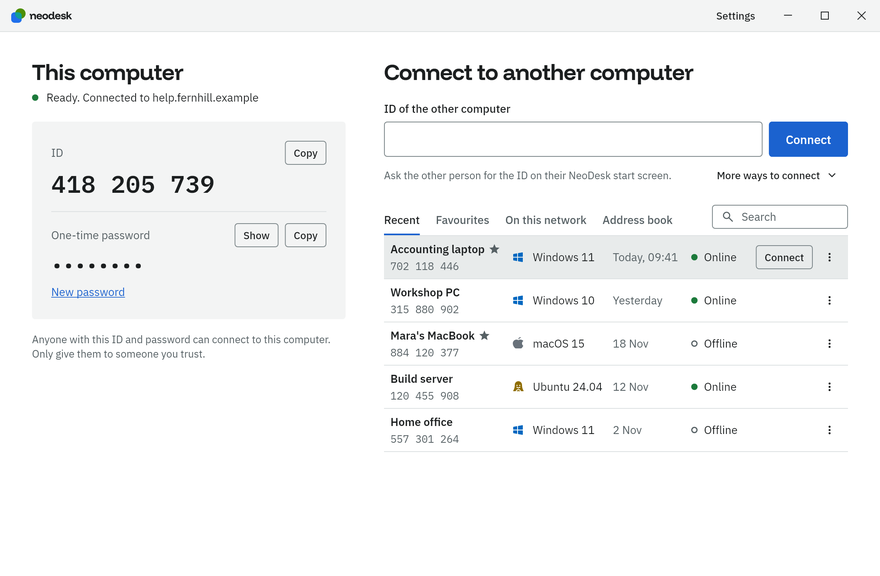 neodesk
Settings
This computer
Ready. Connected to help.fernhill.example
ID
Copy
418 205 739
One-time password
Show
Copy
New password
Anyone with this ID and password can connect to this computer.
Only give them to someone you trust.
Connect to another computer
ID of the other computer
Connect
Ask the other person for the ID on their NeoDesk start screen.
More ways to connect
Recent Favourites On this network Address book
Search
Accounting laptop
702 118 446
Windows 11 Today, 09:41 Online Connect
Workshop PC
315 880 902
Windows 10 Yesterday Online
Mara's MacBook
884 120 377
macOS 15 18 Nov Offline
Build server
120 455 908
Ubuntu 24.04 12 Nov Online
Home office
557 301 264
Windows 11 2 Nov Offline